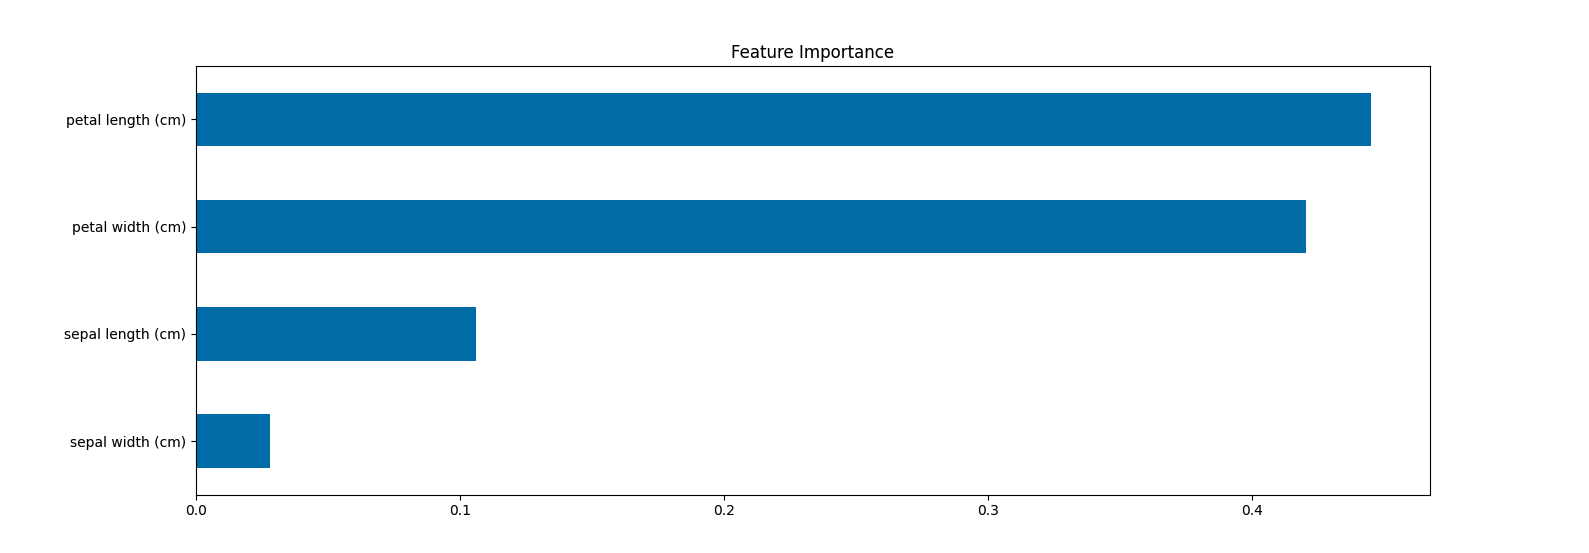 Feature Importance
petal length (cm)
petal width (cm)
sepal length (cm)
sepal width (cm)
0.0 0.1 0.2 0.3 0.4